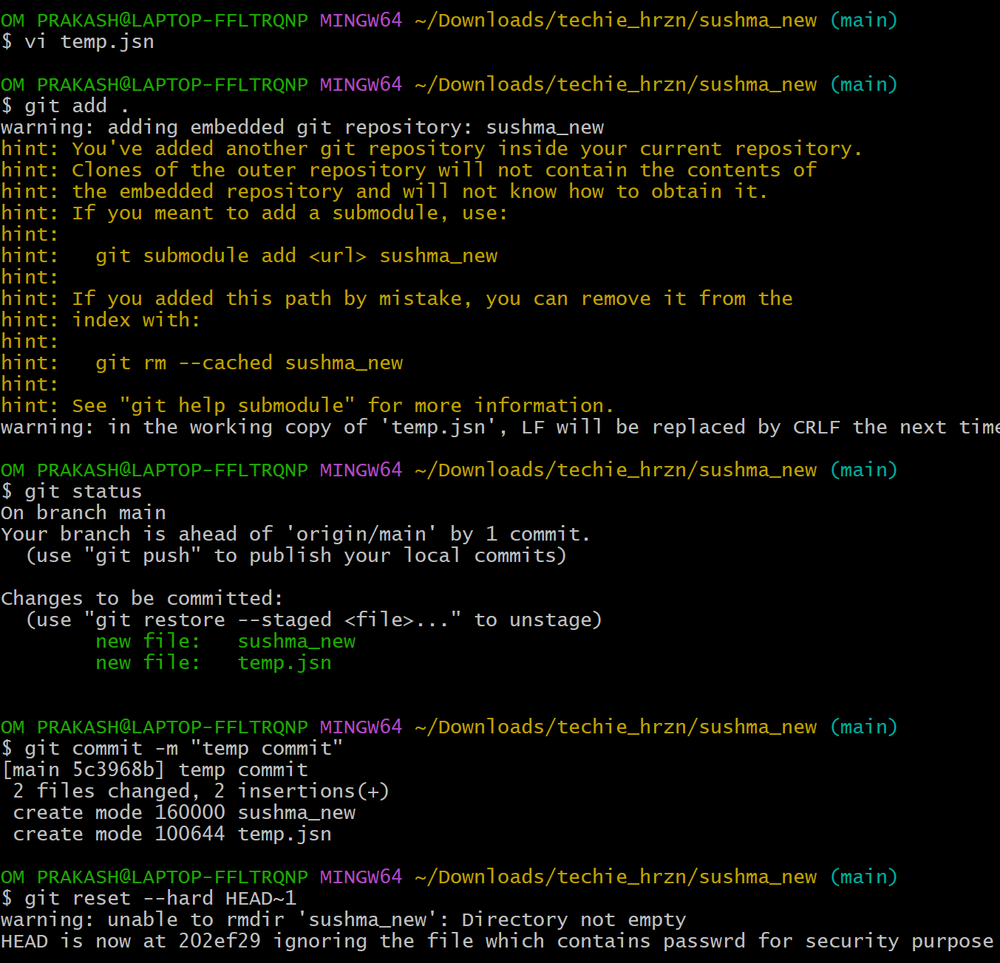 OM PRAKASH@LAPTOP-FFLTRQNP MINGW64 ~/Downloads/techie_hrzn/sushma_new (main)
$ vi temp.jsn
OM PRAKASH@LAPTOP-FFLTRQNP MINGW64 ~/Downloads/techie_hrzn/sushma_new (main)
$ git add .
warning: adding embedded git repository: sushma_new
hint: You've added another git repository inside your current repository.
hint: Clones of the outer repository will not contain the contents of
hint: the embedded repository and will not know how to obtain it.
hint: If you meant to add a submodule, use:
hint:
hint:   git submodule add <url> sushma_new
hint:
hint: If you added this path by mistake, you can remove it from the
hint: index with:
hint:
hint:   git rm --cached sushma_new
hint:
hint: See "git help submodule" for more information.
warning: in the working copy of 'temp.jsn', LF will be replaced by CRLF the next time
OM PRAKASH@LAPTOP-FFLTRQNP MINGW64 ~/Downloads/techie_hrzn/sushma_new (main)
$ git status
On branch main
Your branch is ahead of 'origin/main' by 1 commit.
  (use "git push" to publish your local commits)
Changes to be committed:
  (use "git restore --staged <file>..." to unstage)
        new file:   sushma_new
        new file:   temp.jsn
OM PRAKASH@LAPTOP-FFLTRQNP MINGW64 ~/Downloads/techie_hrzn/sushma_new (main)
$ git commit -m "temp commit"
[main 5c3968b] temp commit
 2 files changed, 2 insertions(+)
 create mode 160000 sushma_new
 create mode 100644 temp.jsn
OM PRAKASH@LAPTOP-FFLTRQNP MINGW64 ~/Downloads/techie_hrzn/sushma_new (main)
$ git reset --hard HEAD~1
warning: unable to rmdir 'sushma_new': Directory not empty
HEAD is now at 202ef29 ignoring the file which contains passwrd for security purpose